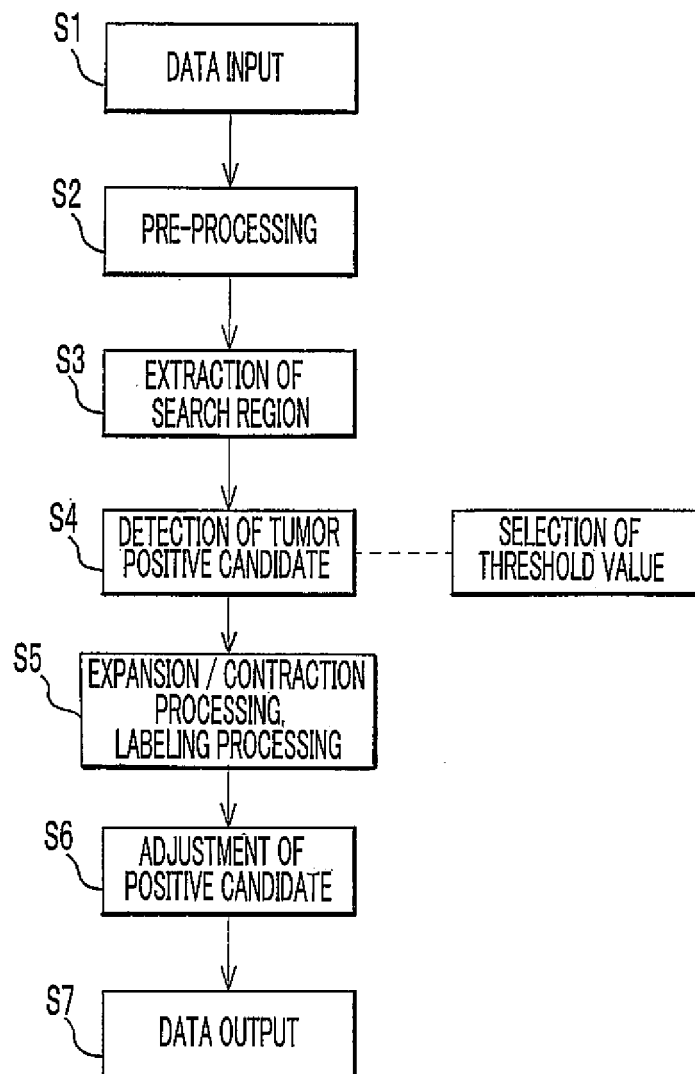 S1
DATA INPUT
S2
PRE-PROCESSING
S3
EXTRACTION OF
SEARCH REGION
S4
DETECTION OF TUMOR
POSITIVE CANDIDATE
SELECTION OF
THRESHOLD VALUE
S5
EXPANSION / CONTRACTION
PROCESSING,
LABELING PROCESSING
S6
ADJUSTMENT OF
POSITIVE CANDIDATE
S7
DATA OUTPUT